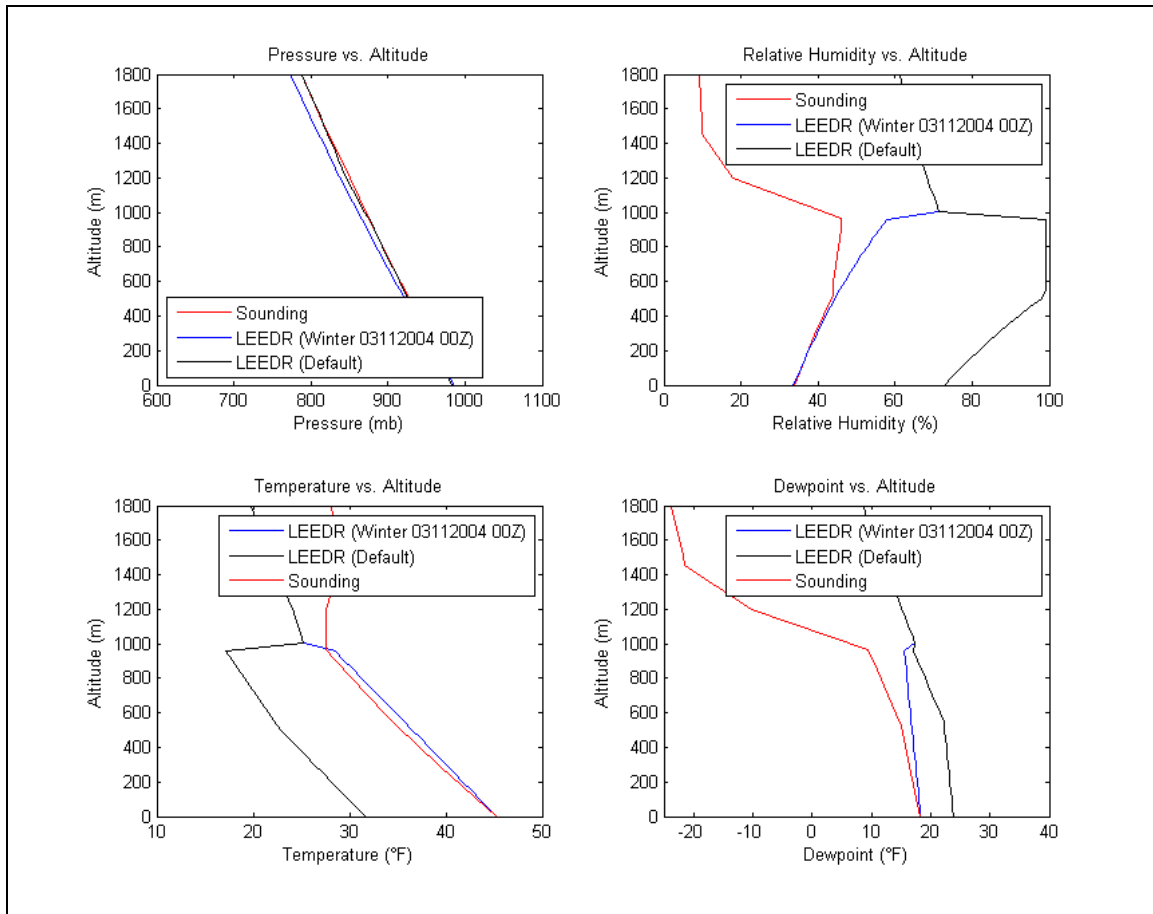 Pressure vs. Altitude
1800
1600
1400
1200
1000
800
600
400
200
0
Altitude (m)
Sounding
LEEDR (Winter 03112004 00Z)
LEEDR (Default)
600
700
800
900
1000
1100
Pressure (mb)
Relative Humidity vs. Altitude
1800
1600
1400
1200
1000
800
600
400
200
0
Altitude (m)
Sounding
LEEDR (Winter 03112004 00Z)
LEEDR (Default)
0
20
40
60
80
100
Relative Humidity (%)
Temperature vs. Altitude
1800
1600
1400
1200
1000
800
600
400
200
0
Altitude (m)
LEEDR (Winter 03112004 00Z)
LEEDR (Default)
Sounding
10
20
30
40
50
Temperature (°F)
Dewpoint vs. Altitude
1800
1600
1400
1200
1000
800
600
400
200
0
Altitude (m)
LEEDR (Winter 03112004 00Z)
LEEDR (Default)
Sounding
-20
-10
0
10
20
30
40
Dewpoint (°F)